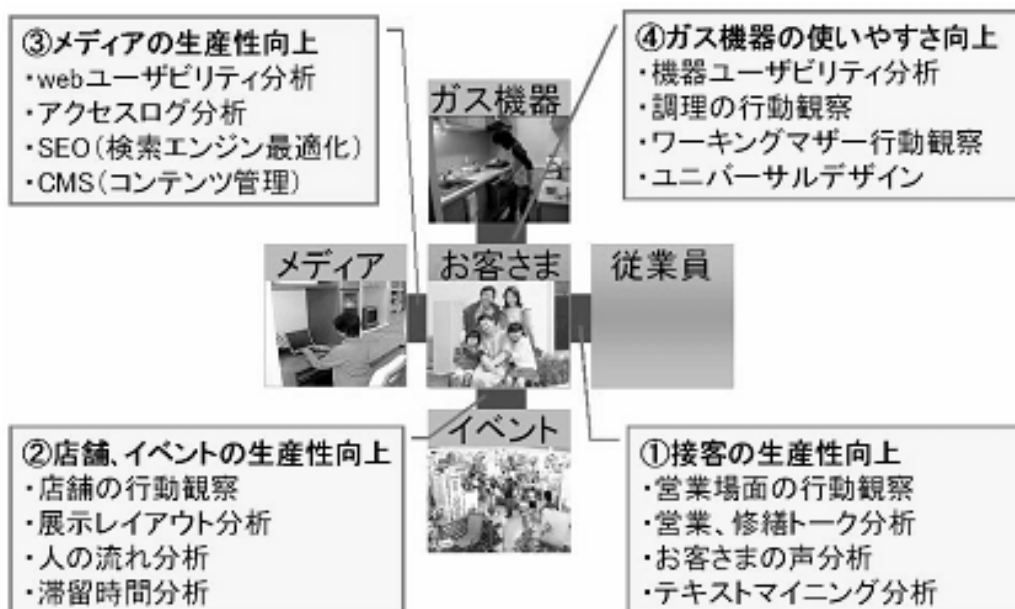 ③メディアの生産性向上
・webユーザビリティ分析
・アクセスログ分析
・SEO(検索エンジン最適化)
・CMS(コンテンツ管理)
④ガス機器の使いやすさ向上
・機器ユーザビリティ分析
・調理の行動観察
・ワーキングマザー行動観察
・ユニバーサルデザイン
ガス機器
メディア
お客さま
従業員
イベント
②店舗、イベントの生産性向上
・店舗の行動観察
・展示レイアウト分析
・人の流れ分析
・滞留時間分析
①接客の生産性向上
・営業場面の行動観察
・営業、修繕トーク分析
・お客さまの声分析
・テキストマイニング分析